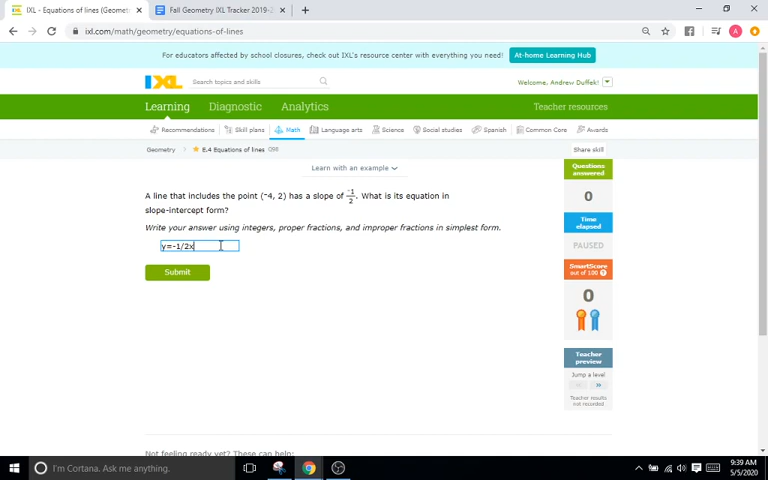 IXL - Equations of lines (Geomet
Fall Geometry IXL Tracker 2019-2
ixl.com/math/geometry/equations-of-lines
A
For educators affected by school closures, check out IXL's resource center with everything you need!
At-home Learning Hub
IXL
Search topics and skills
Welcome, Andrew Duffek!
Learning
Diagnostic
Analytics
Teacher resources
Recommendations
Skill plans
Math
Language arts
Science
Social studies
Spanish
Common Core
Awards
Geometry
E.4 Equations of lines
Q98
Share skill
Learn with an example
Questions
answered
0
Time
elapsed
PAUSED
SmartScore
out of 100 ?
0
Teacher
preview
Jump a level
Teacher results
not recorded
A line that includes the point (-4, 2) has a slope of -1/2. What is its equation in
slope-intercept form?
Write your answer using integers, proper fractions, and improper fractions in simplest form.
y=-1/2x
Submit
Not feeling ready yet? These can help:
I'm Cortana. Ask me anything.
9:39 AM
5/5/2020